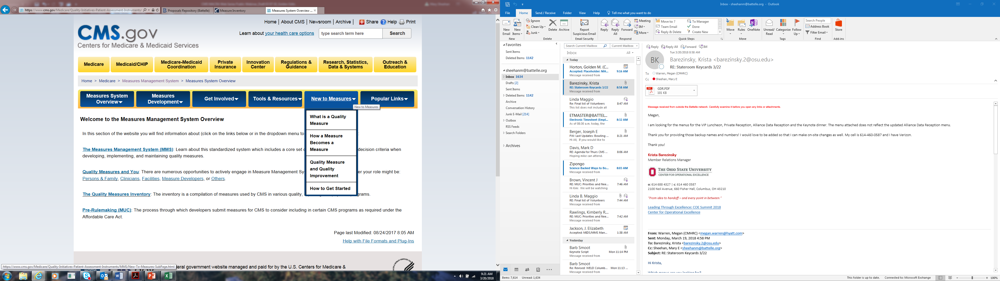 https://www.cms.gov/Medicare/Quality-Initiatives-Patient-Assessment-Instruments/
Proposals Repository (Battelle)
Measure Inventory
Measures System Overview ...
Home | About CMS | Newsroom | Archive | Share Help Print
CMS.gov
Centers for Medicare & Medicaid Services
Learn about your health care options
type search term here
Search
Medicare
Medicaid/CHIP
Medicare-Medicaid
Coordination
Private
Insurance
Innovation
Center
Regulations &
Guidance
Research, Statistics,
Data & Systems
Outreach &
Education
Home > Medicare > Measures Management System > Measures System Overview
Measures System
Overview
Measures
Development
Get Involved
Tools & Resources
New to Measures
Popular Links
New to Measures
What is a Quality
Measure
How a Measure
Becomes a
Measure
Quality Measure
and Quality
Improvement
How to Get Started
Welcome to the Measures Management System Overview
In this section of the website you will find information about (click on the links below or in the dropdown menu to
The Measures Management System (MMS): Learn about this standardized system which includes a core set decision criteria when
developing, implementing, and maintaining quality measures.
Quality Measures and You: There are numerous opportunities to actively engage in Measure Management Sy er your role might be:
Persons & Family, Clinicians, Facilities, Measure Developers, or Others.
The Quality Measures Inventory: The inventory is a compilation of measures used by CMS in various quality, grams.
Pre-Rulemaking (MUC): The process through which developers submit measures for CMS to consider including in certain CMS programs as required under the
Affordable Care Act.
Page last Modified: 08/24/2017 8:05 AM
Help with File Formats and Plug-Ins
deral government website managed and paid for by the U.S. Centers for Medicare &
https://www.cms.gov/Medicare/Quality-Initiatives-Patient-Assessment-Instruments/MMS/New-To-Measures-SubPage.html
9:21 AM
3/20/2018
Inbox - sheehanm@battelle.org - Outlook
File Home Send / Receive Folder View Help Tell me what you want to do
New
Email
New
Items
New
Ignore
Clean Up
Junk
Delete
Archive
Delete
Report
Suspicious Email
Email Security
Reply
Reply
All
Forward
Meeting
IM
More
Respond
Move to: ?
Team Email
Reply & Delete
To Manager
Done
Create New
Quick Steps
Move
Rules
OneNote
Move
Unread/
Read
Categorize
Follow
Up
Tags
Search People
Address Book
Filter Email
Find
Store
Add-ins
Favorites
Sent Items
Deleted Items 1142
sheehanm@battelle.org
Inbox 1634
Drafts [2]
Sent Items
Deleted Items 1142
Archive
Conversation History
Junk E-Mail [214]
Outbox
RSS Feeds
Search Folders
Archives
Search Current Mailbox
Current Mailbox
Inbox
All
Today
Horton, Golden M. (C...
Accepted: Placeholder: MA... 9:16 AM
Message received from
Barezinsky, Krista
RE: Stateroom Keycards 3/22 8:58 AM
Message received from
Linda Maggio
Re: Final list of Volunteers 8:47 AM
This list does not include all
ETMASTER@BATTEL...
Electronic Timesheet (Empl... 8:32 AM
As of 08:30 a.m. today, the
Berger, Joseph E
FW: Last Updates: Bowling ... 8:21 AM
Hi All, If you would like to
Davis, Mark D
RE: Agenda for Thurs CMS ... 8:06 AM
Hoping mike can attend.
Zipongo
Science-Backed Ways to Bo... 8:03 AM
Message received from
Brown, Vincent J
RE: MUC: Priorities and Nee... 7:46 AM
Hi Kim: We will be watching
Linda B. Maggio
RE: Final list of Volunteers 7:44 AM
Message received from
Rawlings, Kimberly R....
RE: MUC: Priorities and Nee... 7:42 AM
Message received from
Jackson, J. Elizabeth
Accepted: MIDS/MMS Man... 1:38 AM
Yesterday
Barb Smoot
Keynote Script Mon 11:14 PM
Message received from
Barb Smoot
Re: Revised: WELD Columb... Mon 11:13 ...
Message received from
Reply Reply All Forward IM
Tue 3/20/2018 8:58 AM
BK
Barezinsky, Krista <barezinsky.2@osu.edu>
RE: Stateroom Keycards 3/22
To Warren, Megan (CMHRC)
Cc Sheehan, Mary E
GDR.PDF
101 KB
Message received from outside the Battelle network. Carefully examine it before you open any links or attachments.
Megan,
I am looking for the menus for the VIP Luncheon, Private Reception, Alliance Data Reception and the Keynote dinner. The menu attached does not reflect the updated Alliance Data Reception menu.
Thank you for providing those backup names and numbers! I would love to be added so that I can make on-site changes as well. My cell is 614-460-0587 and I have Verizon.
Thank you!
Krista Barezinsky
Member Relations Manager
THE OHIO STATE UNIVERSITY
CENTER FOR OPERATIONAL EXCELLENCE
o: 614 688 4327 | c: 614 460 0587
2100 Neil Avenue, 660 Fisher Hall, Columbus, OH 43210
"From idea to handoff – and every point in between."
Leading Through Excellence: COE Summit 2018
Center for Operational Excellence
From: Warren, Megan (CMHRC) <megan.warren@hyatt.com>
Sent: Monday, March 19, 2018 4:58 PM
To: Barezinsky, Krista <barezinsky.2@osu.edu>
Cc: Sheehan, Mary E <sheehanm@battelle.org>
Subject: RE: Stateroom Keycards 3/22
Hi Krista,
Which menus are you looking for?
Items: 7,614 Unread: 1,634
This folder is up to date. Connected to: Microsoft Exchange
100%